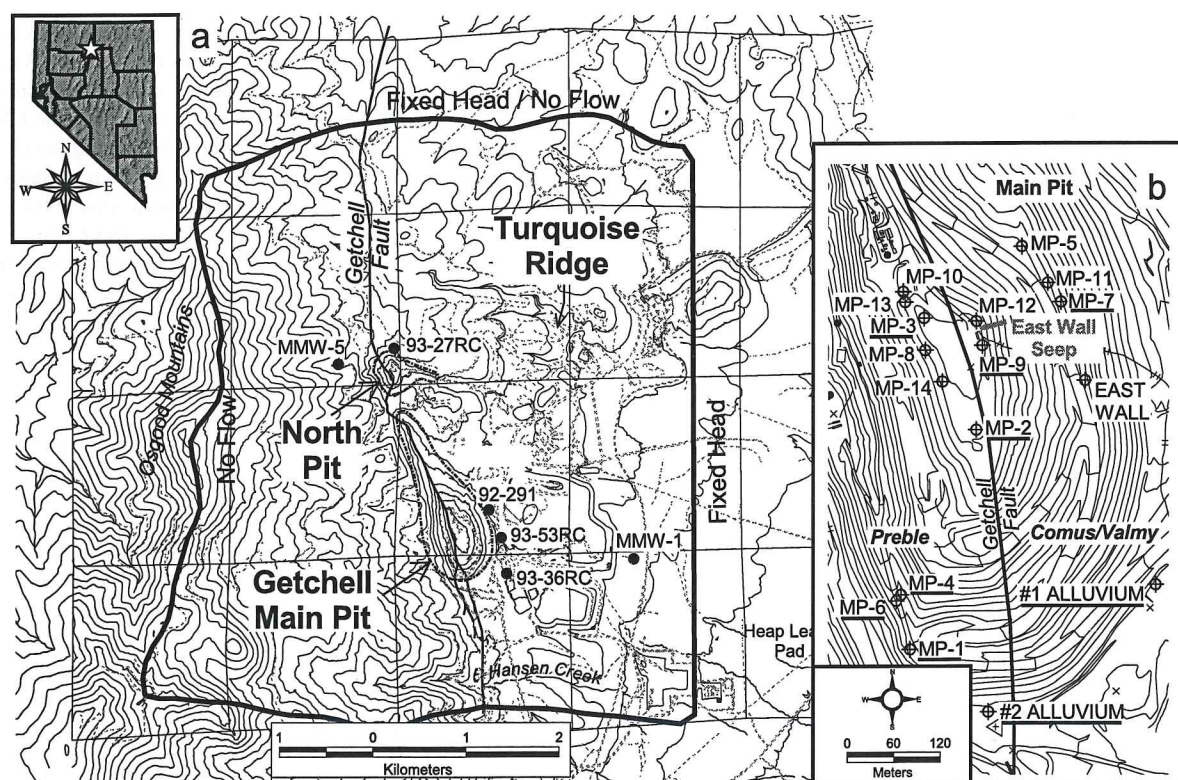 a
N
W
E
S
Fixed Head / No Flow
Getchell
Fault
Turquoise
Ridge
Osgood Mountains
No Flow
MMW-5
93-27RC
North
Pit
Fixed Head
92-291
93-53RC
MMW-1
93-36RC
Getchell
Main Pit
Heap Lea
Pad
Hansen Creek
1
0
1
2
Kilometers
b
Main Pit
MP-5
MP-10
MP-11
MP-13
MP-12
MP-7
MP-3
East Wall
Seep
MP-8
MP-9
MP-14
EAST
WALL
MP-2
Getchell
Fault
Preble
Comus/Valmy
MP-4
#1 ALLUVIUM
MP-6
MP-1
#2 ALLUVIUM
N
W
E
S
0
60
120
Meters